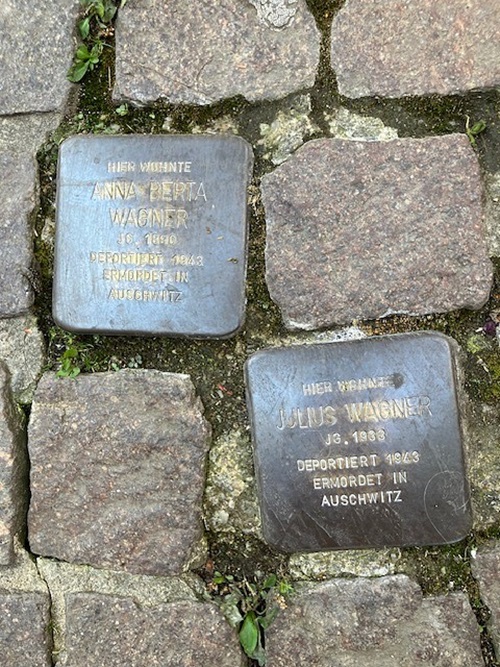 HIER WOHNTE
ANNA BERTA
WAGNER
JG. 1890
DEPORTIERT 1943
ERMORDET IN
AUSCHWITZ
HIER WOHNTE
JULIUS WAGNER
JG. 1933
DEPORTIERT 1943
ERMORDET IN
AUSCHWITZ